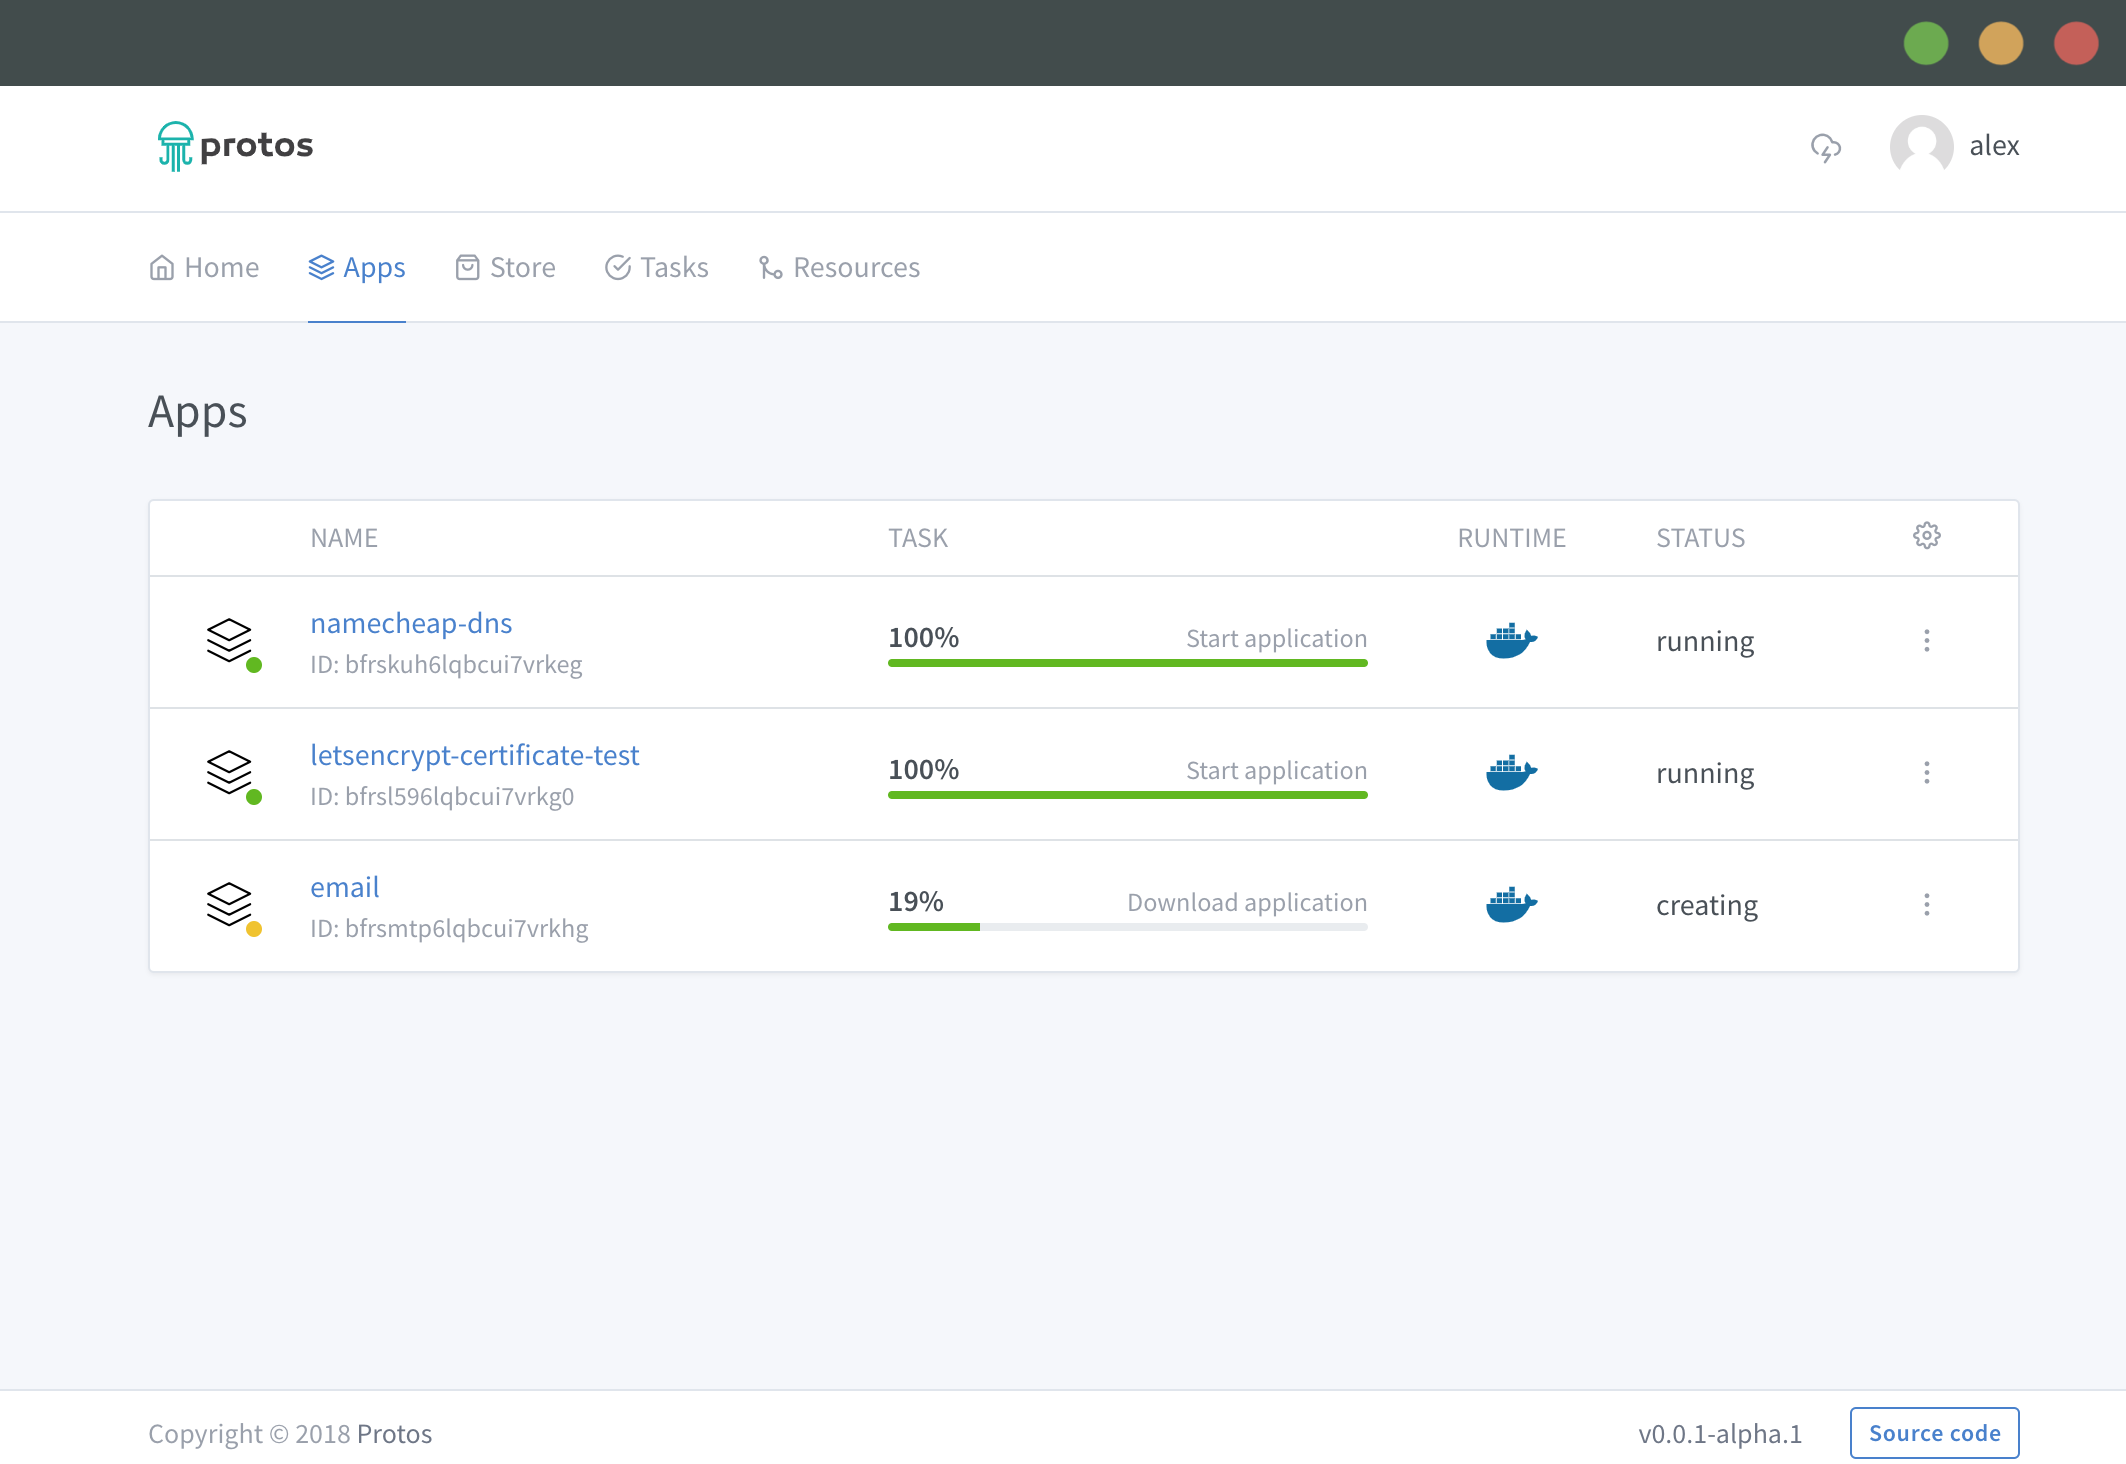 protos
alex
Home Apps Store Tasks Resources
Apps
NAME TASK RUNTIME STATUS
namecheap-dns
ID: bfrskuh6lqbcui7vrkeg
100% Start application
running
letsencrypt-certificate-test
ID: bfrsl596lqbcui7vrkg0
100% Start application
running
email
ID: bfrsmtp6lqbcui7vrkhg
19% Download application
creating
Copyright © 2018 Protos
v0.0.1-alpha.1
Source code